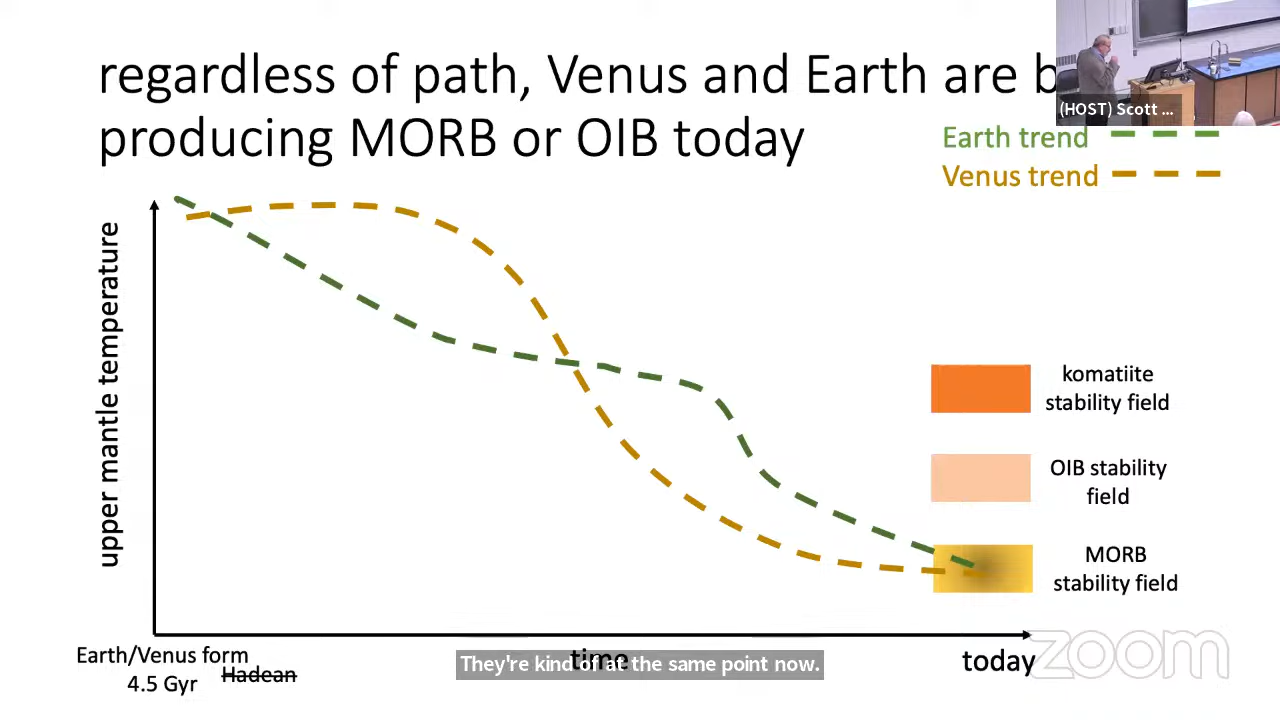 regardless of path, Venus and Earth are b
producing MORB or OIB today
(HOST) Scott ...
Earth trend
Venus trend
upper mantle temperature
komatiite
stability field
OIB stability
field
MORB
stability field
Earth/Venus form
4.5 Gyr
Hadean
time
They're kind of at the same point now.
today
zoom